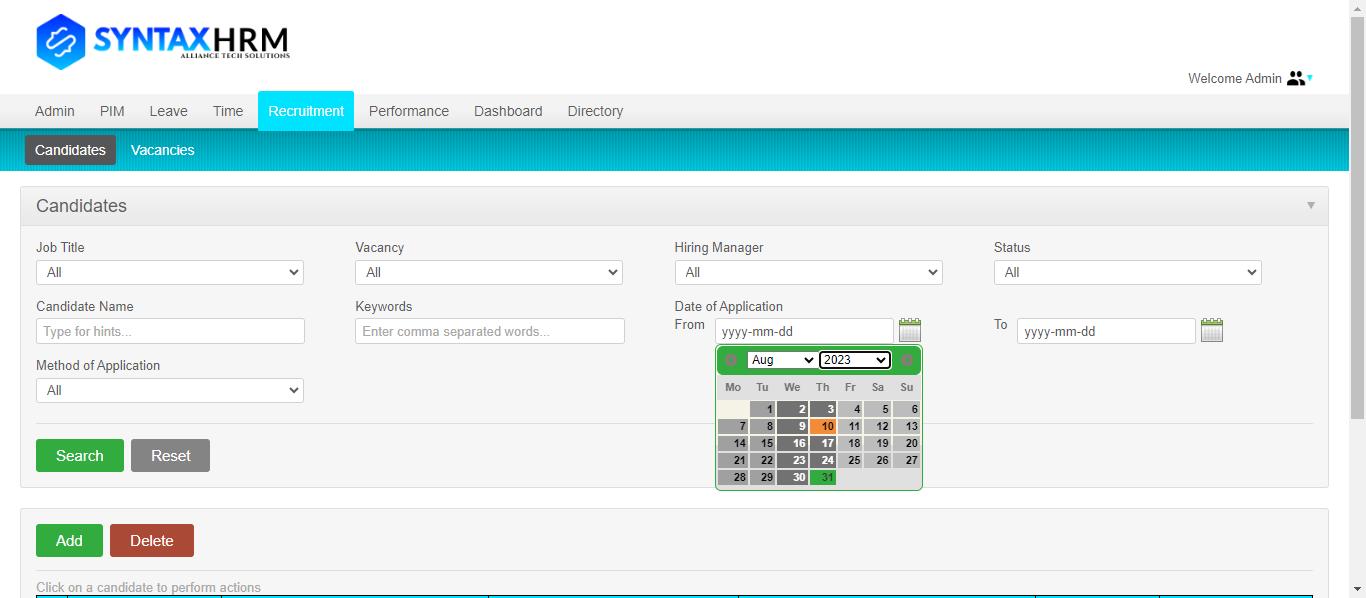 SYNTAXHRM
ALLIANCE TECH SOLUTIONS
Welcome Admin
Admin PIM Leave Time Recruitment Performance Dashboard Directory
Candidates Vacancies
Candidates
Job Title Vacancy Hiring Manager Status
All All All All
Candidate Name Keywords Date of Application
Type for hints... Enter comma separated words... From yyyy-mm-dd To yyyy-mm-dd
Method of Application
All
Aug 2023
Mo Tu We Th Fr Sa Su
1 2 3 4 5 6
7 8 9 10 11 12 13
14 15 16 17 18 19 20
21 22 23 24 25 26 27
28 29 30 31
Search Reset
Add Delete
Click on a candidate to perform actions